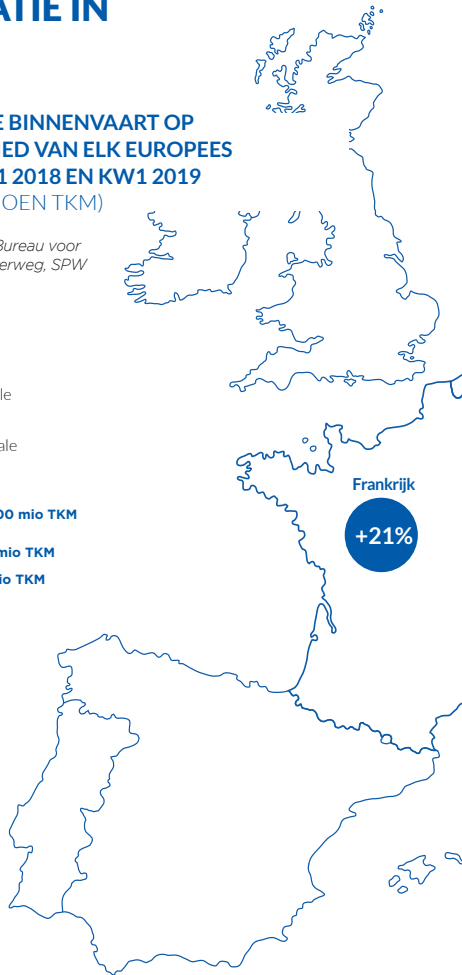 ATIE IN
E BINNENVAART OP
IED VAN ELK EUROPEES
1 2018 EN KW1 2019
OEN TKM)
Bureau voor
erweg, SPW
le
ale
00 mio TKM
mio TKM
io TKM
Frankrijk
+21%